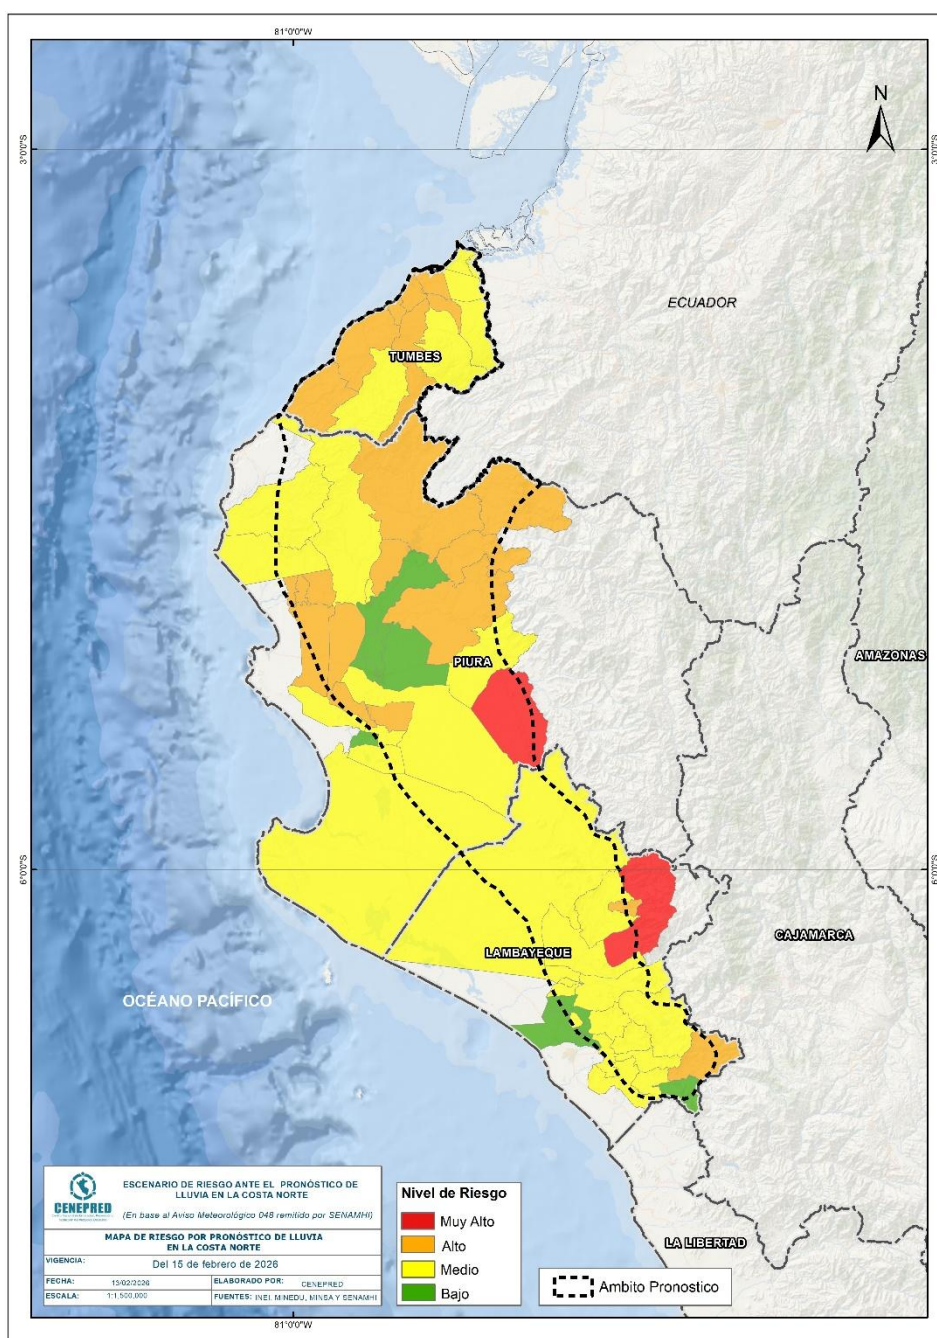 81°0'0"W
N
3°0'0"S
3°0'0"S
ECUADOR
TUMBES
PIURA
AMAZONAS
6°0'0"S
6°0'0"S
CAJAMARCA
LAMBAYEQUE
OCÉANO PACÍFICO
LA LIBERTAD
CENEPRED
ESCENARIO DE RIESGO ANTE EL PRONÓSTICO DE
LLUVIA EN LA COSTA NORTE
(En base al Aviso Meteorológico 048 remitido por SENAMHI)
MAPA DE RIESGO POR PRONÓSTICO DE LLUVIA
EN LA COSTA NORTE
VIGENCIA: Del 15 de febrero de 2026
FECHA: 13/02/2026 ELABORADO POR: CENEPRED
ESCALA: 1:1,500,000 FUENTES: INEI, MINEDU, MINSA Y SENAMHI
Nivel de Riesgo
Muy Alto
Alto
Medio
Bajo
Ambito Pronostico
81°0'0"W